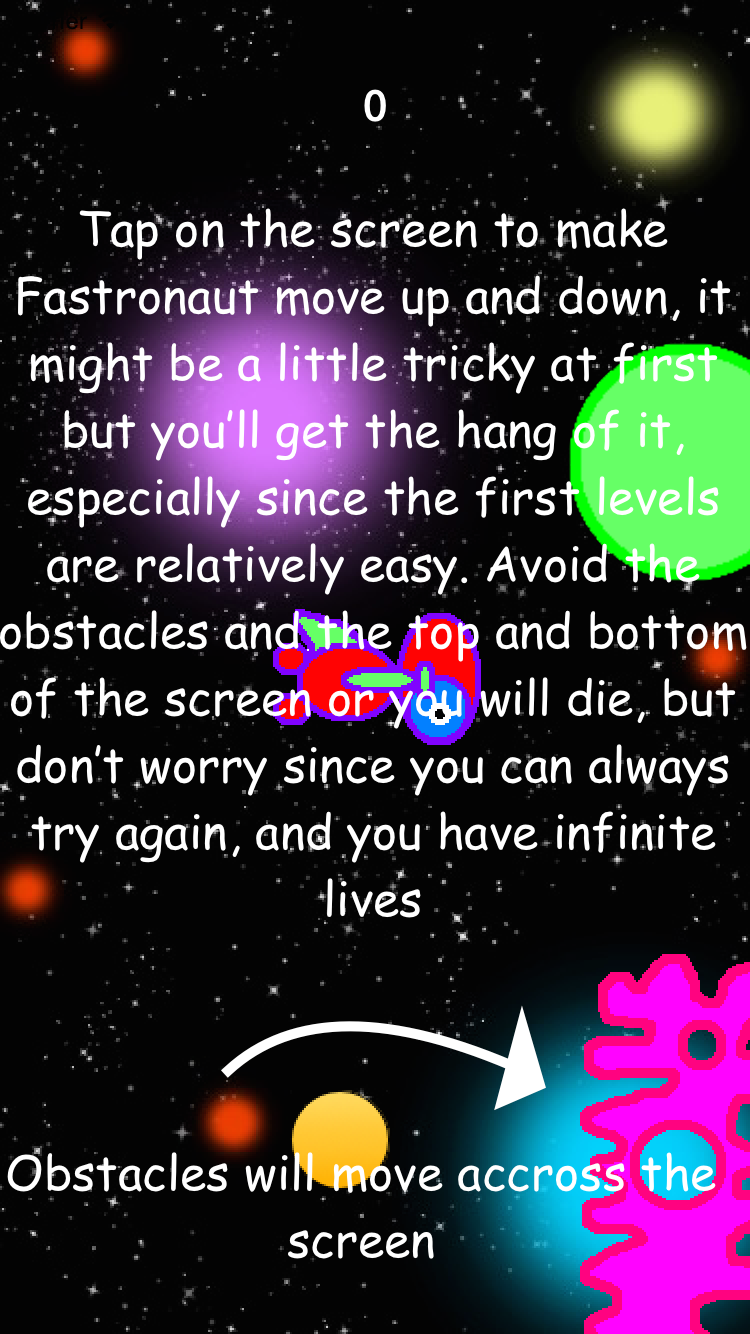 0
Tap on the screen to make
Fastronaut move up and down, it
might be a little tricky at first
but you'll get the hang of it,
especially since the first levels
are relatively easy. Avoid the
obstacles and the top and bottom
of the screen or you will die, but
don't worry since you can always
try again, and you have infinite
lives
Obstacles will move accross the
screen